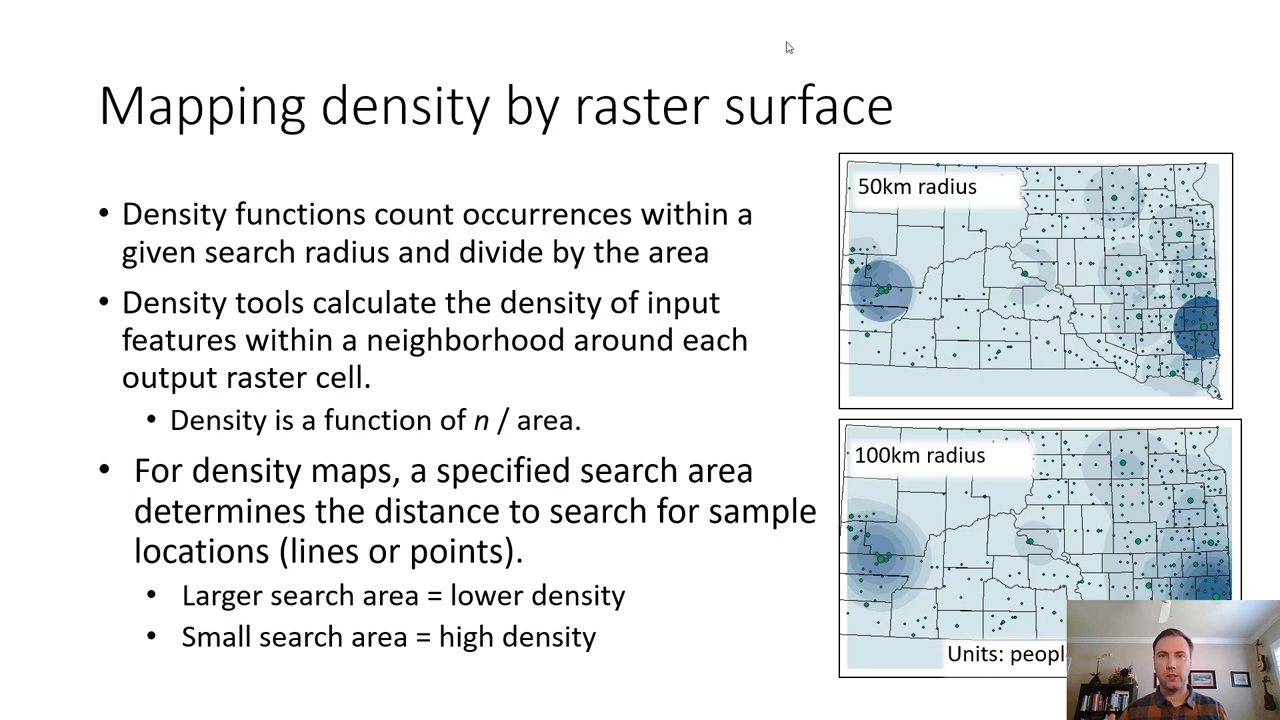 Mapping density by raster surface
• Density functions count occurrences within a
given search radius and divide by the area
• Density tools calculate the density of input
features within a neighborhood around each
output raster cell.
• Density is a function of n / area.
• For density maps, a specified search area
determines the distance to search for sample
locations (lines or points).
• Larger search area = lower density
• Small search area = high density
50km radius
100km radius
Units: peopl